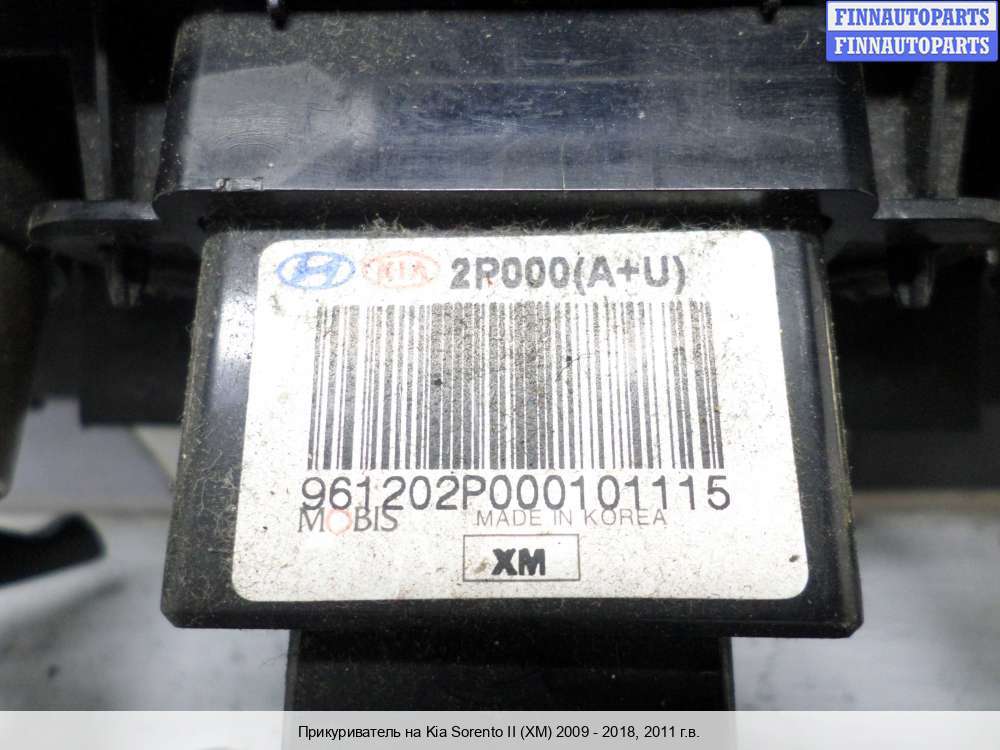 FINNAUTOPARTS
FINNAUTOPARTS
KIA 2P000(A+U)
961202P000101115
MOBIS MADE IN KOREA
XM
Прикуриватель на Kia Sorento II (XM) 2009 - 2018, 2011 г.в.